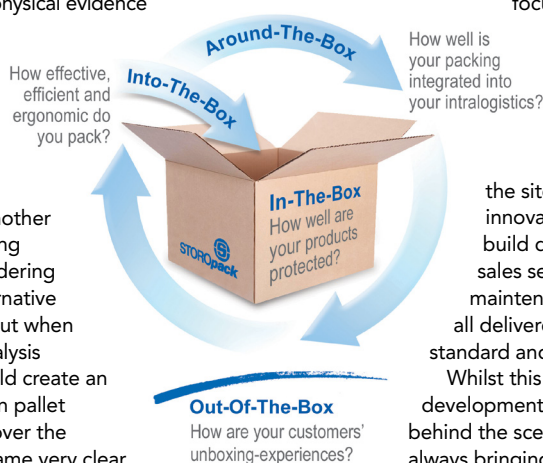 physical evidence
focu
Around-The-Box
How well is
your packing
integrated into
your intralogistics?
Into-The-Box
How effective,
efficient and
ergonomic do
you pack?
In-The-Box
How well are
your products
protected?
STOROpack
Out-Of-The-Box
How are your customers'
unboxing-experiences?
nother
ng
dering
rnative
ut when
alysis
ld create an
n pallet
over the
ame very clear
the site
innova
build c
sales se
mainten
all delivere
standard and
Whilst this
development
behind the sce
always bringing